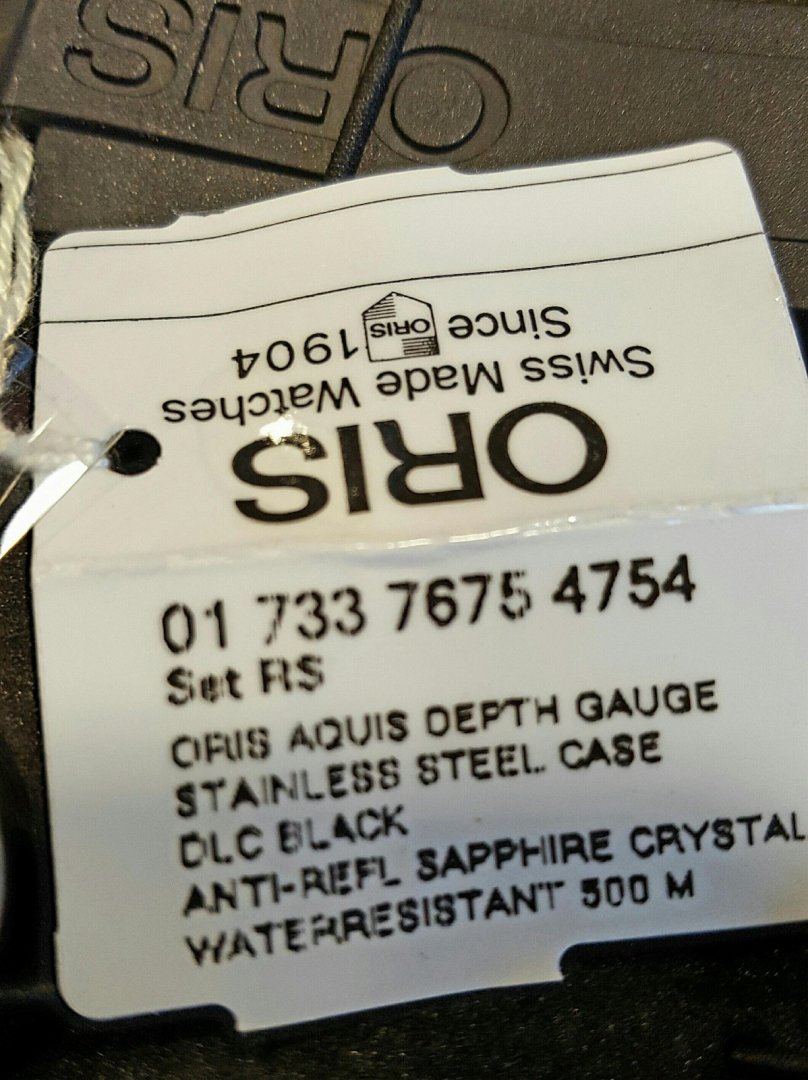 ORIS
ORIS
Since 1904
Swiss Made Watches
ORIS
01 733 7675 4754
Set RS
ORIS AQUIS DEPTH GAUGE
STAINLESS STEEL CASE
DLC BLACK
ANTI-REFL SAPPHIRE CRYSTAL
WATERRESISTANT 500 M